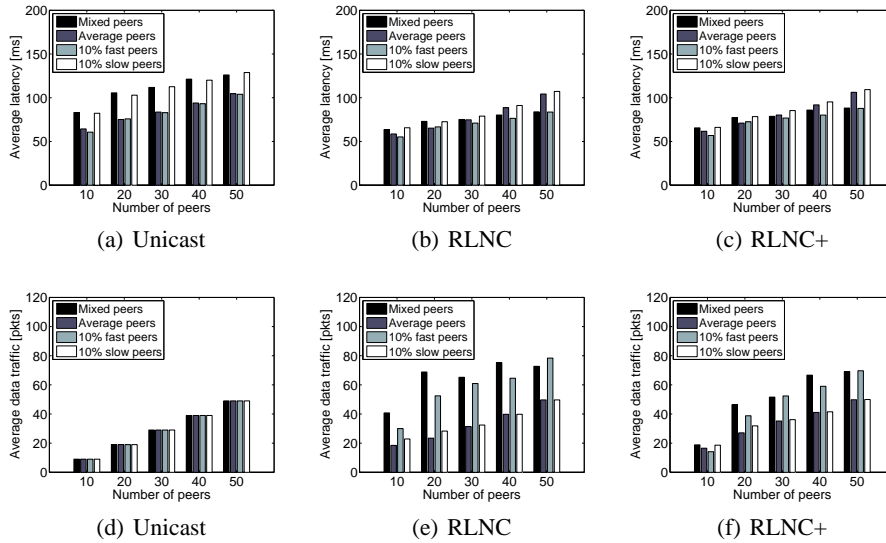 200
150
100
50
0
Average latency [ms]
Mixed peers
Average peers
10% fast peers
10% slow peers
10 20 30 40 50
Number of peers
(a) Unicast
200
150
100
50
0
Average latency [ms]
Mixed peers
Average peers
10% fast peers
10% slow peers
10 20 30 40 50
Number of peers
(b) RLNC
200
150
100
50
0
Average latency [ms]
Mixed peers
Average peers
10% fast peers
10% slow peers
10 20 30 40 50
Number of peers
(c) RLNC+
120
100
80
60
40
20
0
Average data traffic [pkts]
Mixed peers
Average peers
10% fast peers
10% slow peers
10 20 30 40 50
Number of peers
(d) Unicast
120
100
80
60
40
20
0
Average data traffic [pkts]
Mixed peers
Average peers
10% fast peers
10% slow peers
10 20 30 40 50
Number of peers
(e) RLNC
120
100
80
60
40
20
0
Average data traffic [pkts]
Mixed peers
Average peers
10% fast peers
10% slow peers
10 20 30 40 50
Number of peers
(f) RLNC+